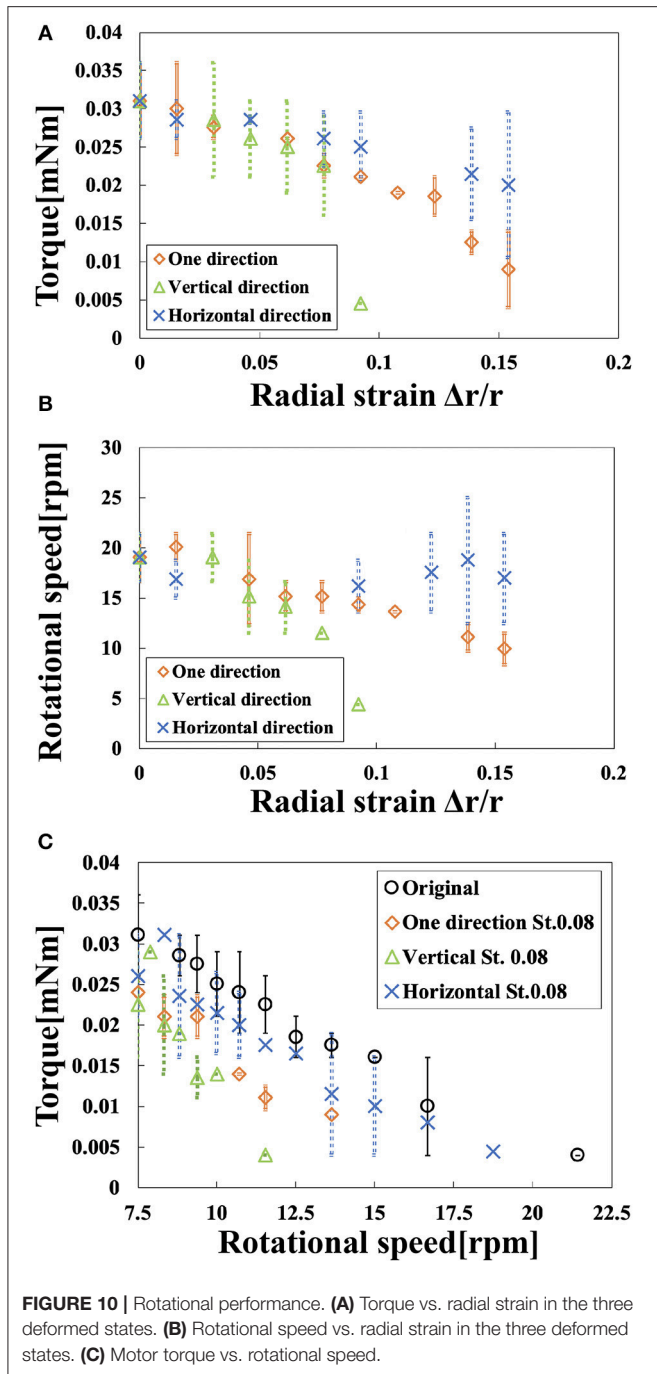 A
0.04
0.035
0.03
0.025
0.02
0.015
0.01
0.005
0
Torque[mNm]
One direction
Vertical direction
Horizontal direction
0 0.05 0.1 0.15 0.2
Radial strain Δr/r
B
30
25
20
15
10
5
0
Rotational speed[rpm]
One direction
Vertical direction
Horizontal direction
0 0.05 0.1 0.15 0.2
Radial strain Δr/r
C
0.04
0.035
0.03
0.025
0.02
0.015
0.01
0.005
0
Torque[mNm]
Original
One direction St.0.08
Vertical St. 0.08
Horizontal St.0.08
7.5 10 12.5 15 17.5 20 22.5
Rotational speed[rpm]
FIGURE 10 | Rotational performance. (A) Torque vs. radial strain in the three
deformed states. (B) Rotational speed vs. radial strain in the three deformed
states. (C) Motor torque vs. rotational speed.